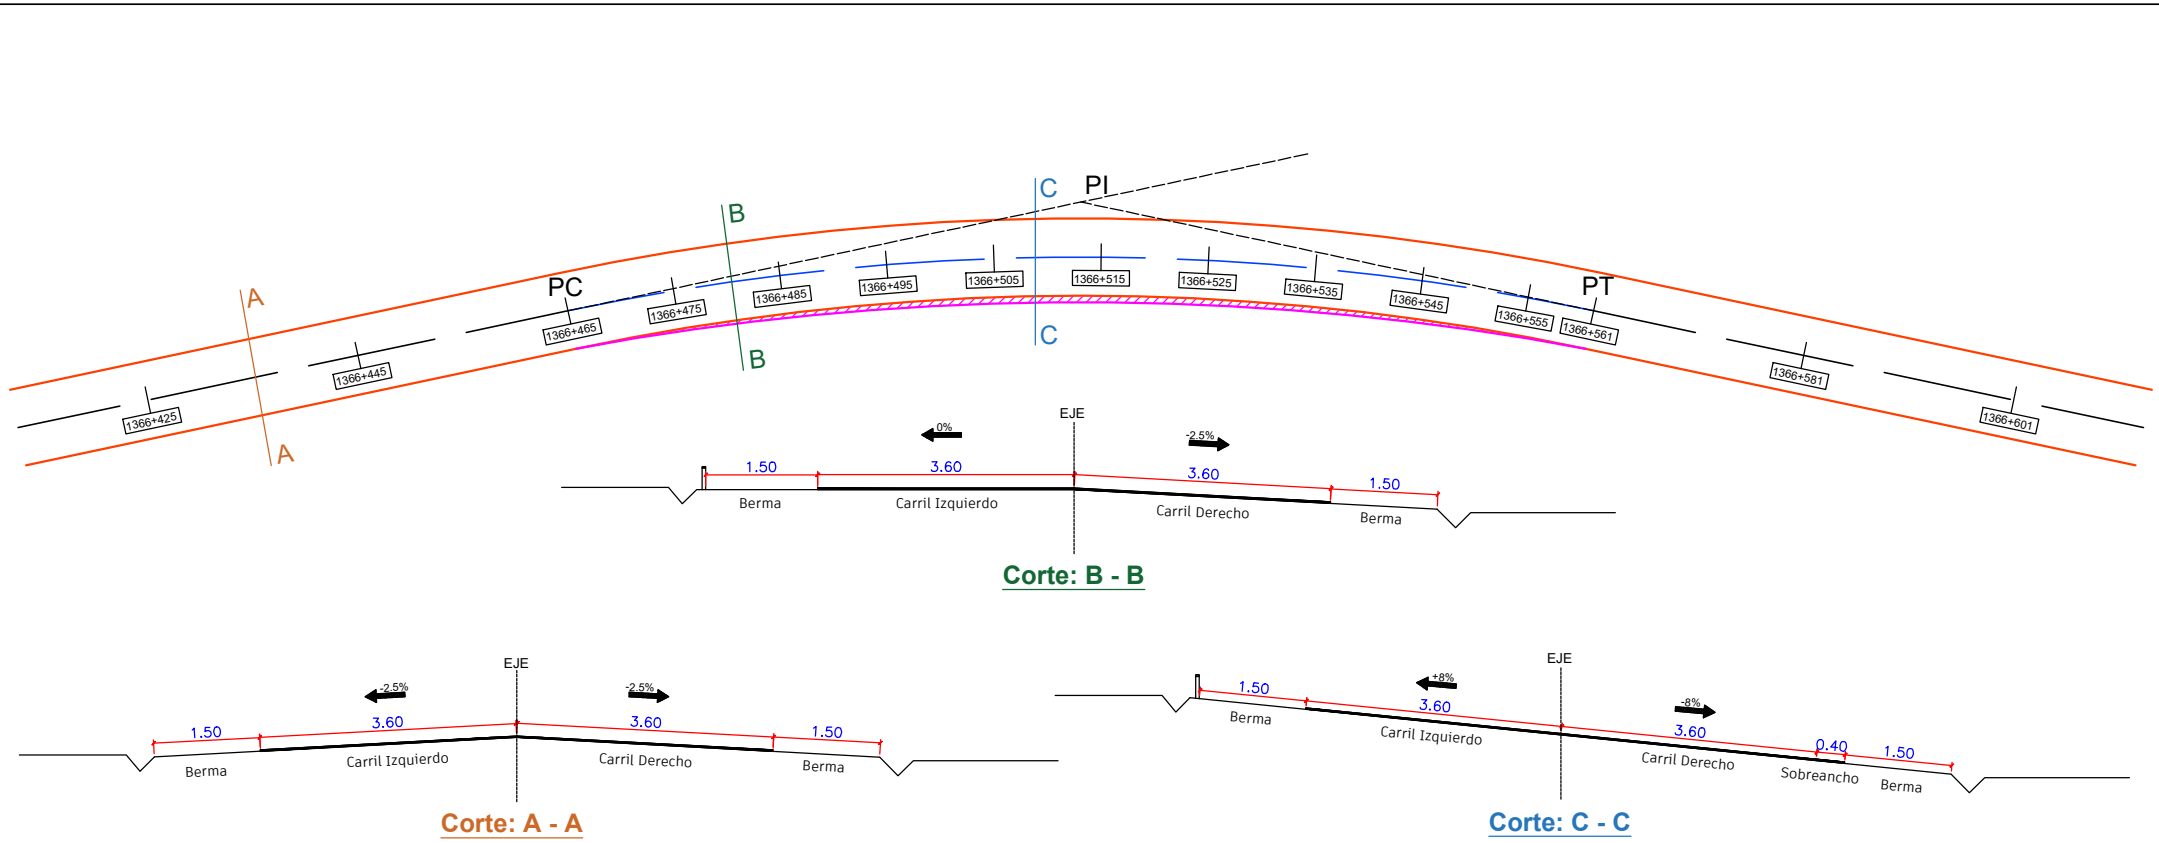 PI
C
B
A
PC
PT
1366+425
1366+445
1366+465
1366+475
1366+485
1366+495
1366+505
1366+515
1366+525
1366+535
1366+545
1366+555
1366+561
1366+581
1366+601
A
B
C
EJE
0%
-2.5%
1.50
3.60
3.60
1.50
Berma
Carril Izquierdo
Carril Derecho
Berma
Corte: B - B
EJE
-2.5%
-2.5%
1.50
3.60
3.60
1.50
Berma
Carril Izquierdo
Carril Derecho
Berma
Corte: A - A
EJE
+8%
-8%
1.50
3.60
3.60
0.40
1.50
Berma
Carril Izquierdo
Carril Derecho
Sobreancho
Berma
Corte: C - C